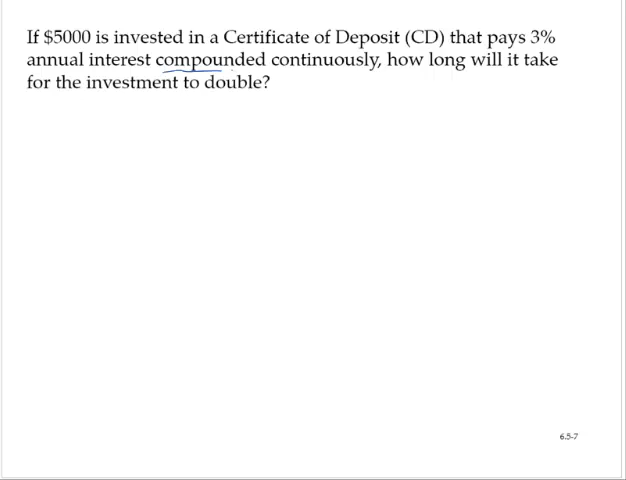 If $5000 is invested in a Certificate of Deposit (CD) that pays 3%
annual interest compounded continuously, how long will it take
for the investment to double?
6.5-7